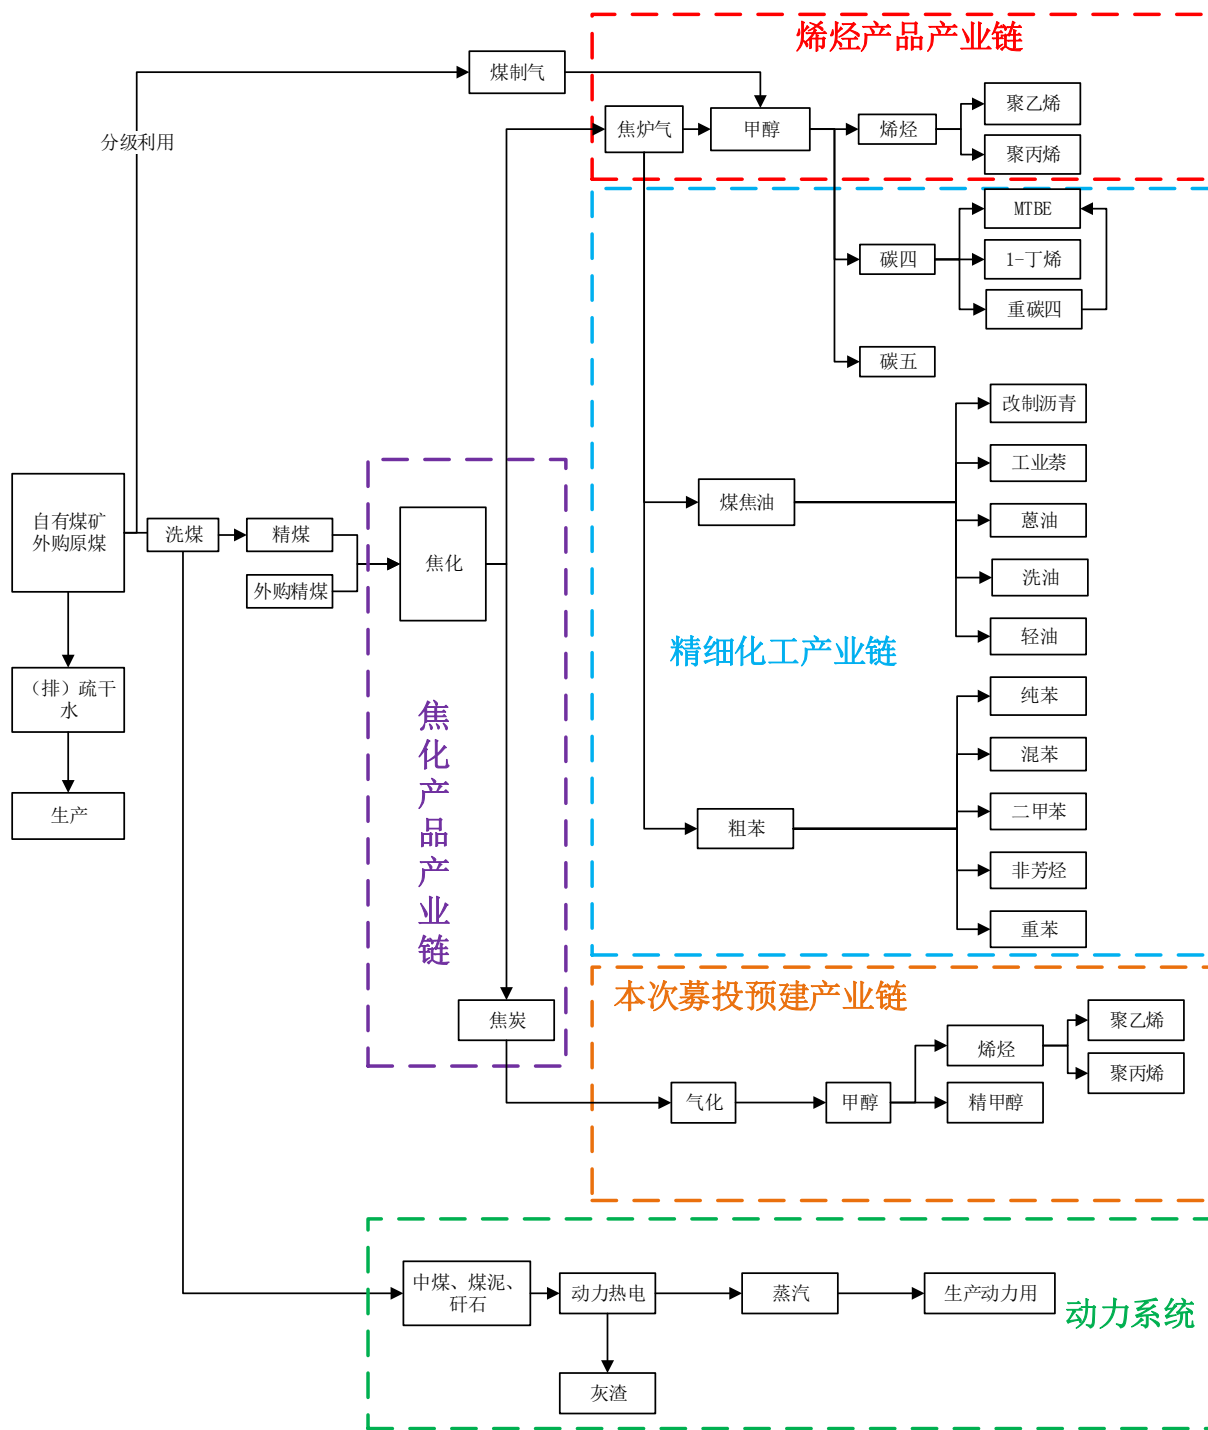 烯烃产品产业链
煤制气
分级利用
焦炉气
甲醇
烯烃
聚乙烯
聚丙烯
MTBE
碳四
1-丁烯
重碳四
碳五
自有煤矿
外购原煤
洗煤
精煤
外购精煤
焦化
(排)疏干
水
生产
焦化产品产业链
焦炭
煤焦油
改制沥青
工业萘
蒽油
洗油
轻油
精细化工产业链
粗苯
纯苯
混苯
二甲苯
非芳烃
重苯
本次募投预建产业链
气化
甲醇
烯烃
精甲醇
聚乙烯
聚丙烯
中煤、煤泥、
矸石
动力热电
蒸汽
生产动力用
动力系统
灰渣